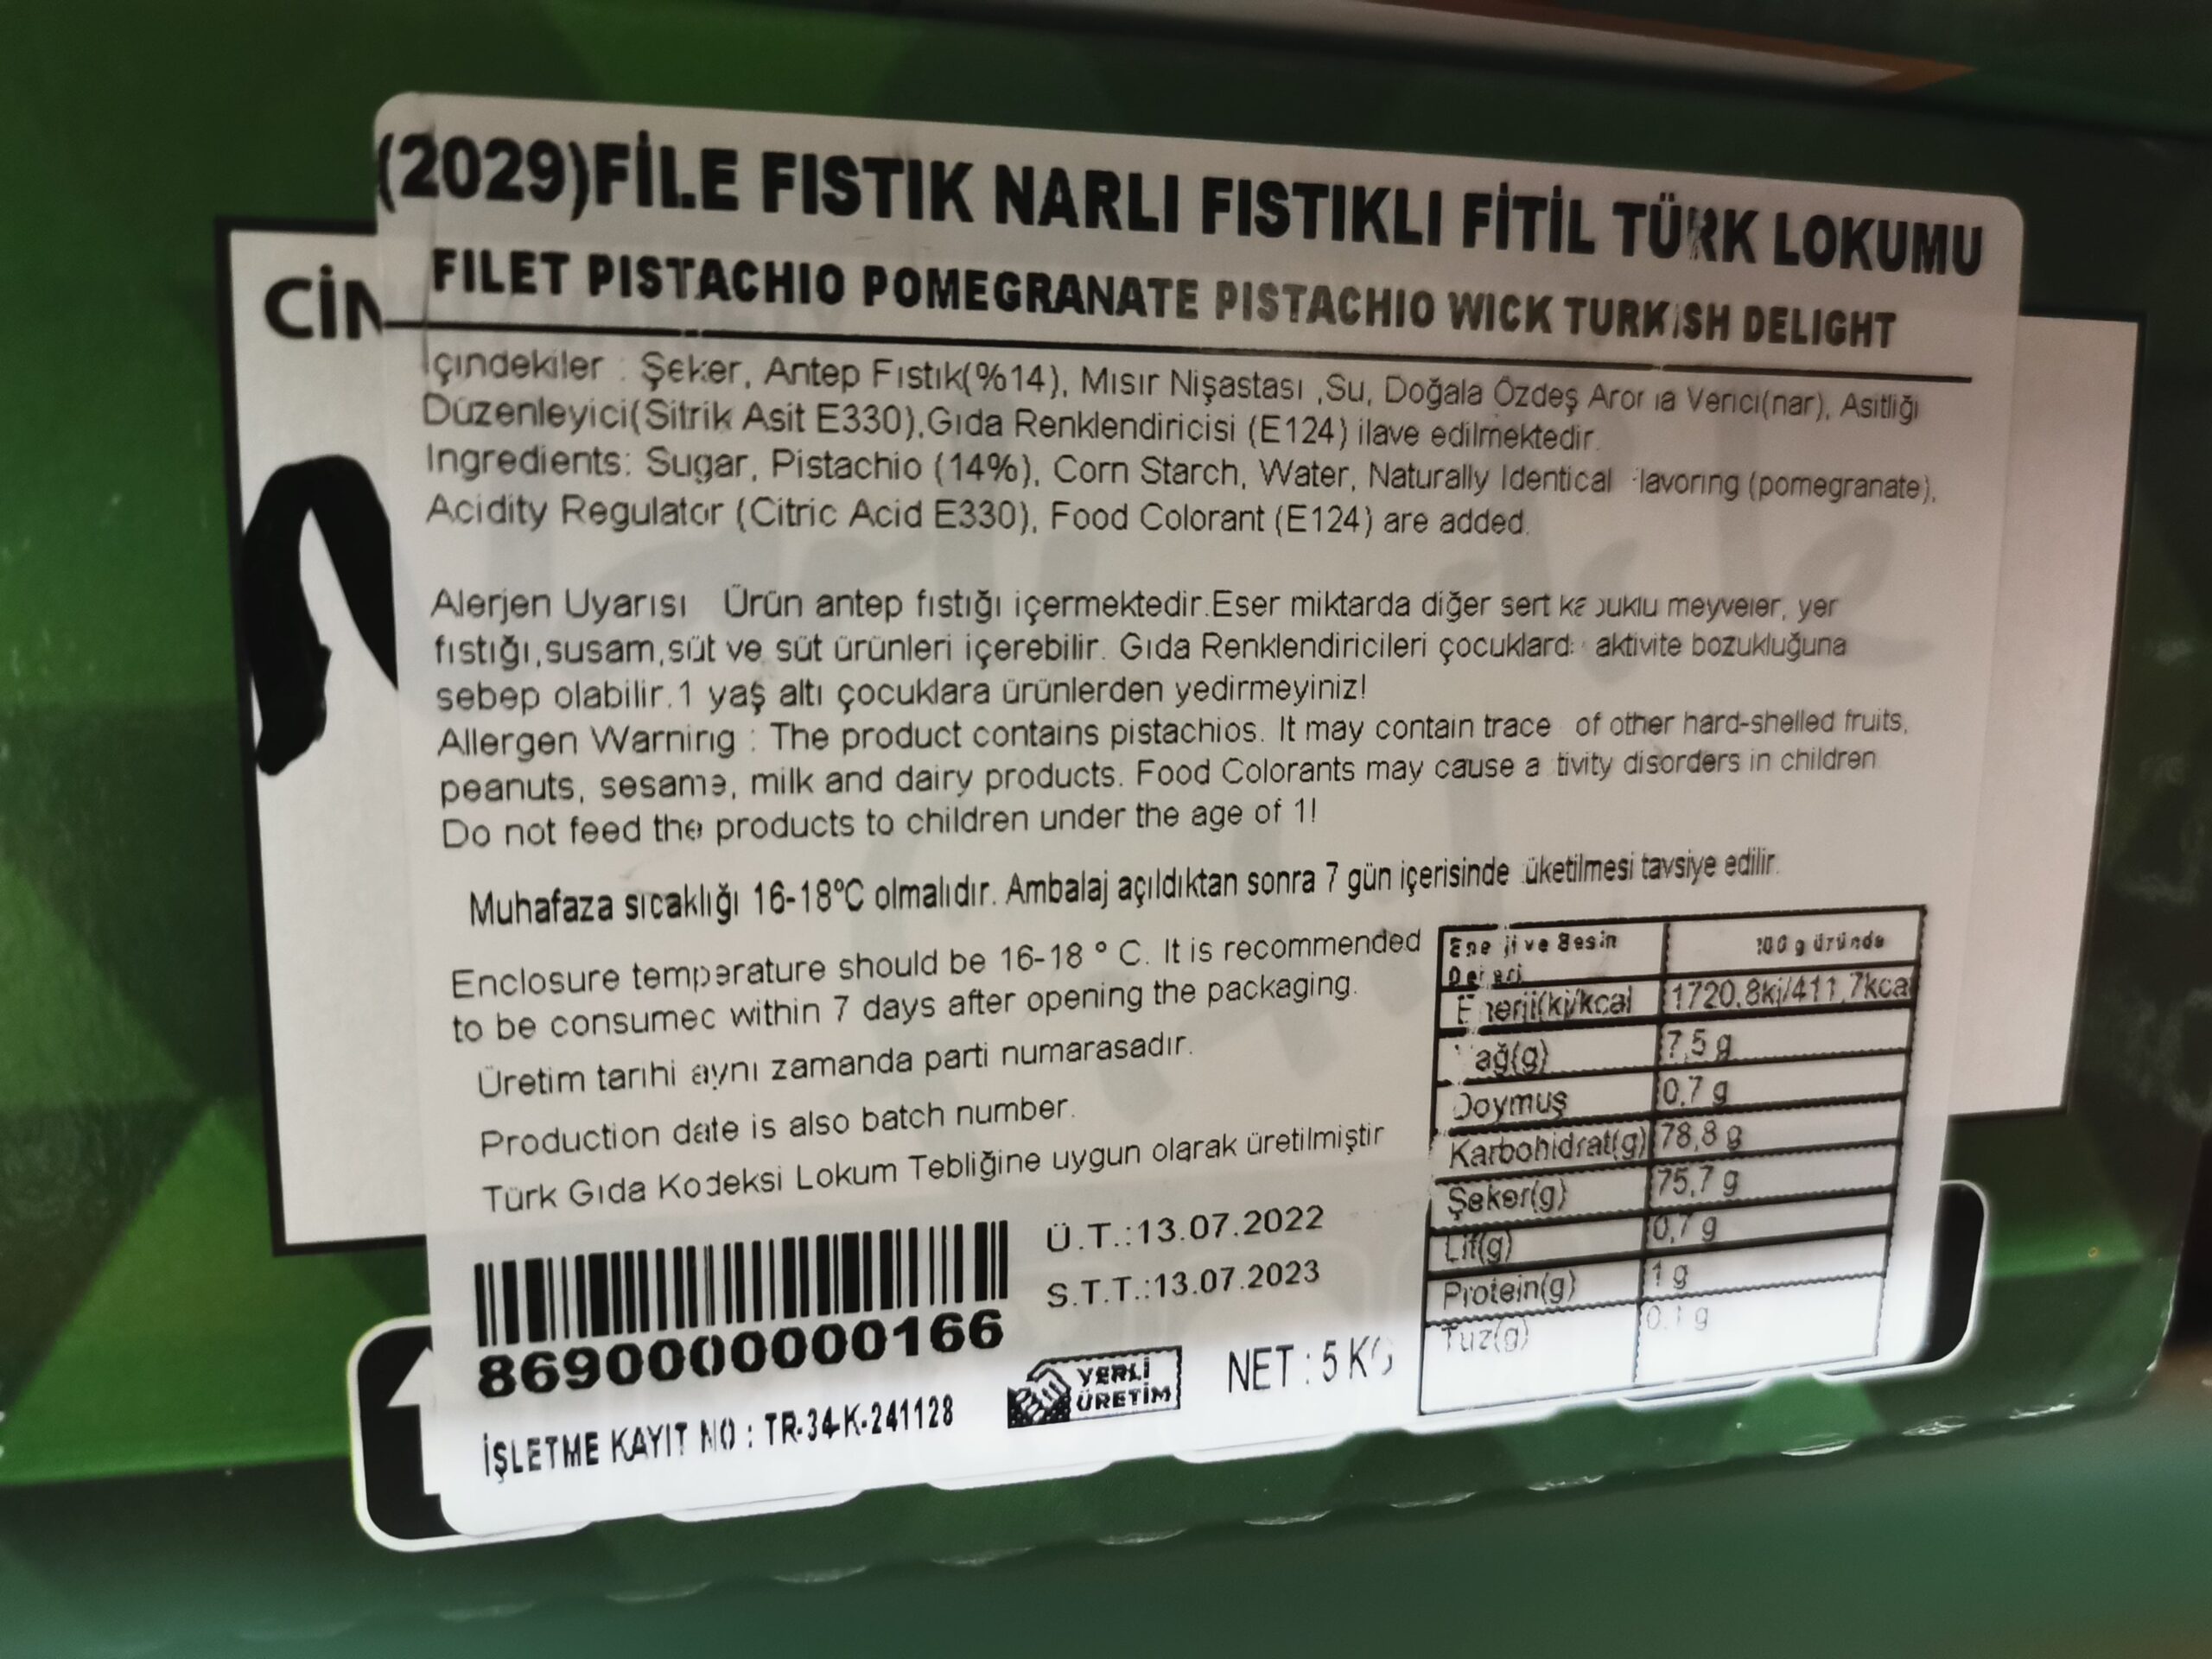 (2029)FİLE FISTIK NARLI FISTIKLI FİTİL TÜRK LOKUMU
FILET PISTACHIO POMEGRANATE PISTACHIO WICK TURKISH DELIGHT
CİN
İçindekiler : Şeker, Antep Fıstık(%14), Mısır Nişastası ,Su, Doğala Özdeş Aroma Verici(nar), Asitliği
Düzenleyici(Sitrik Asit E330),Gıda Renklendiricisi (E124) ilave edilmektedir.
Ingredients: Sugar, Pistachio (14%), Corn Starch, Water, Naturally Identical Flavoring (pomegranate),
Acidity Regulator (Citric Acid E330), Food Colorant (E124) are added.
Alerjen Uyarısı Ürün antep fıstığı içermektedir.Eser miktarda diğer sert kabuklu meyveler, yer
fıstığı,susam,süt ve süt ürünleri içerebilir. Gıda Renklendiricileri çocuklarda aktivite bozukluğuna
sebep olabilir.1 yaş altı çocuklara ürünlerden yedirmeyiniz!
Allergen Warning : The product contains pistachios. It may contain trace of other hard-shelled fruits,
peanuts, sesame, milk and dairy products. Food Colorants may cause activity disorders in children.
Do not feed the products to children under the age of 1!
Muhafaza sıcaklığı 16-18°C olmalıdır. Ambalaj açıldıktan sonra 7 gün içerisinde tüketilmesi tavsiye edilir.
Enclosure temperature should be 16-18 ° C. It is recommended
to be consumed within 7 days after opening the packaging.
Üretim tarihi aynı zamanda parti numarasadır.
Production date is also batch number.
Türk Gıda Kodeksi Lokum Tebliğine uygun olarak üretilmiştir
Enerji ve Besin Değeri 100 g üründe
Enerji(kj/kcal 1720,8kj/411,7kcal
Yağ(g) 7,5 g
Doymuş 0,7 g
Karbohidrat(g) 78,8 g
Şeker(g) 75,7 g
Lif(g) 0,7 g
Protein(g) 1 g
Tuz(g) 0,1 g
Ü.T.:13.07.2022
S.T.T.:13.07.2023
8690000000166
YERLİ
ÜRETİM
NET : 5 KG
İŞLETME KAYIT NO : TR-34-K-241128